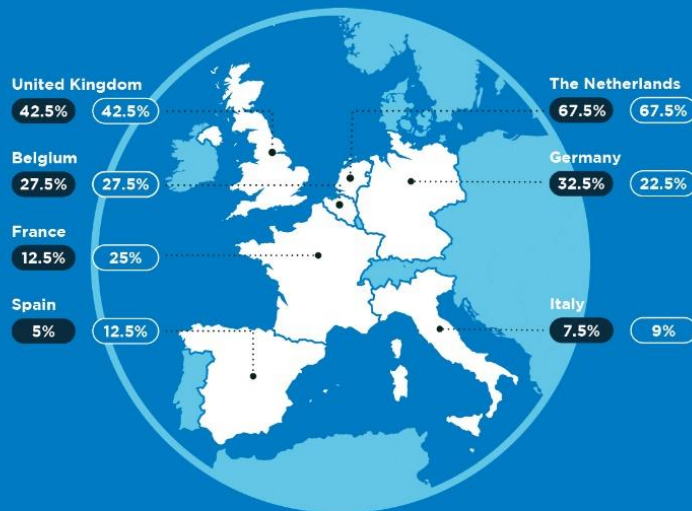 United Kingdom
42.5% 42.5%
Belgium
27.5% 27.5%
France
12.5% 25%
Spain
5% 12.5%
The Netherlands
67.5% 67.5%
Germany
32.5% 22.5%
Italy
7.5% 9%